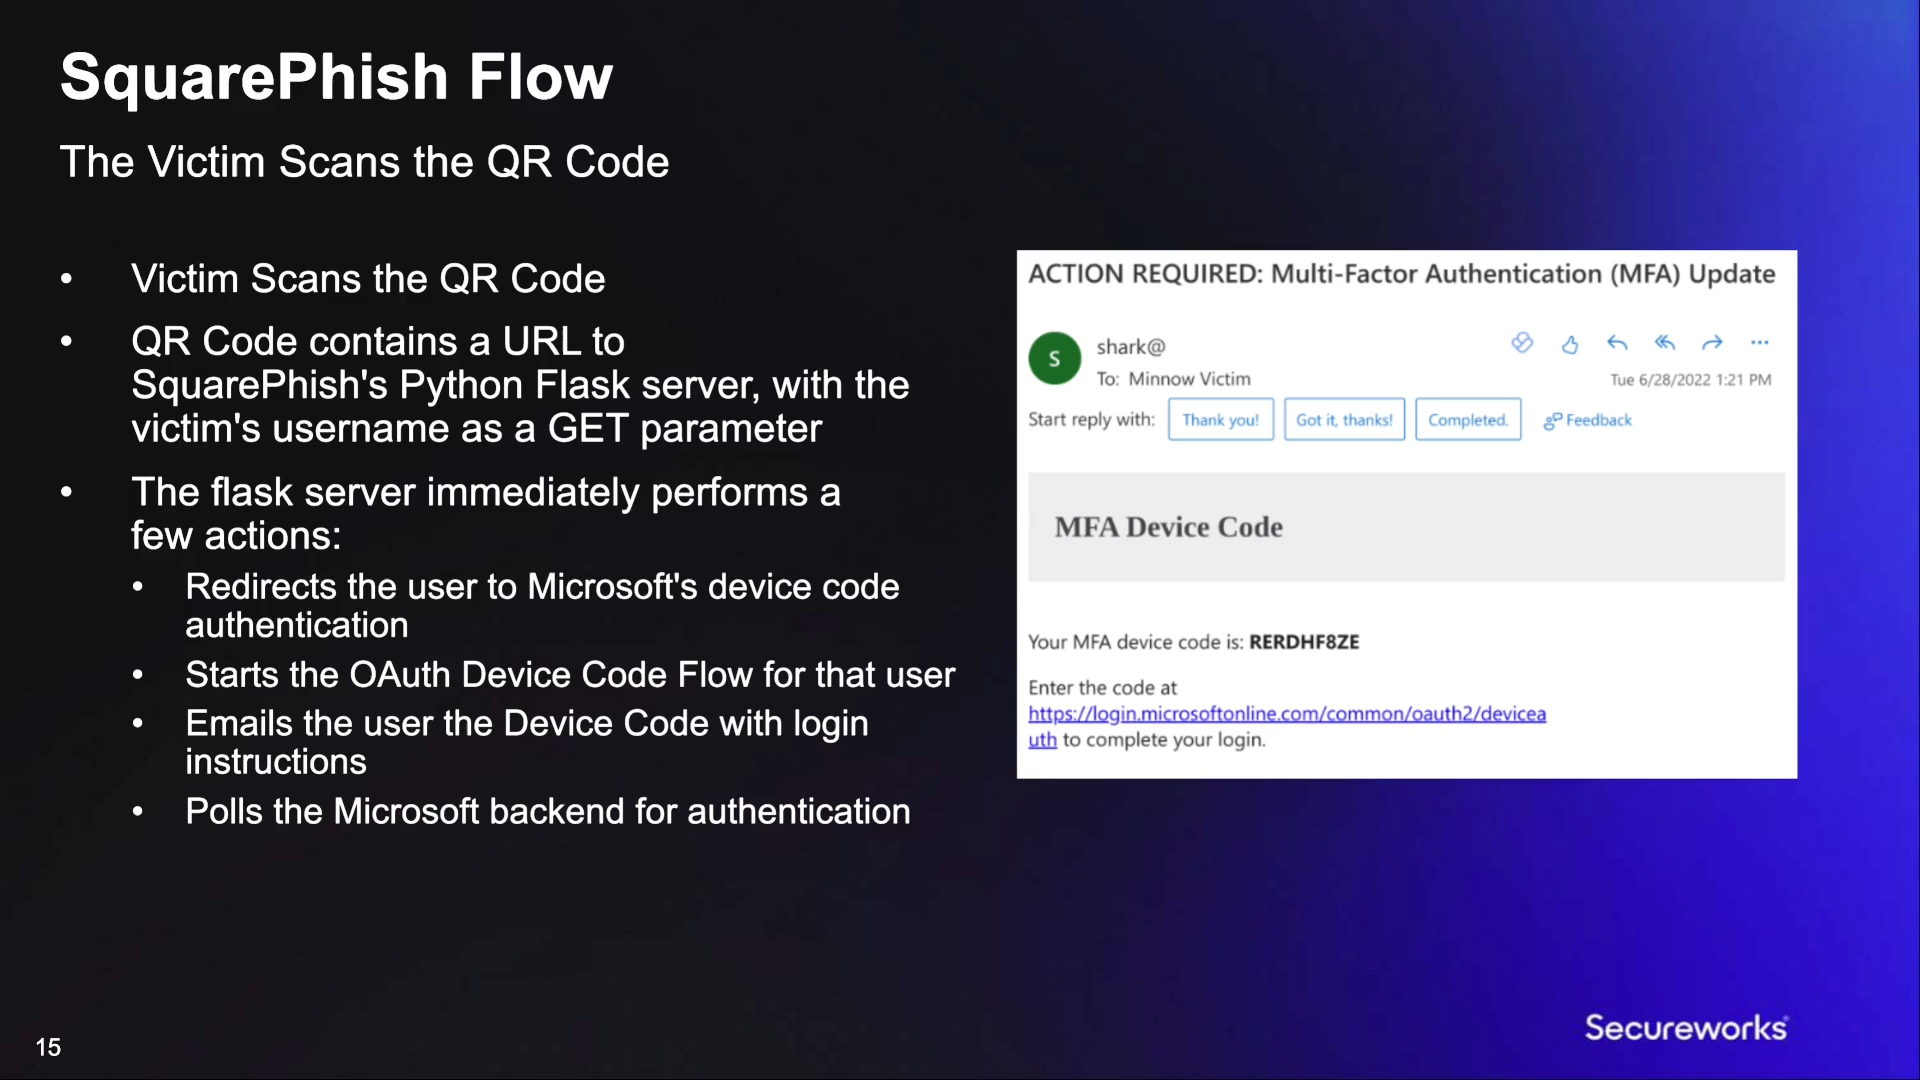 SquarePhish Flow
The Victim Scans the QR Code
• Victim Scans the QR Code
• QR Code contains a URL to
SquarePhish's Python Flask server, with the
victim's username as a GET parameter
• The flask server immediately performs a
few actions:
• Redirects the user to Microsoft's device code
authentication
• Starts the OAuth Device Code Flow for that user
• Emails the user the Device Code with login
instructions
• Polls the Microsoft backend for authentication
ACTION REQUIRED: Multi-Factor Authentication (MFA) Update
S
shark@
To: Minnow Victim
Tue 6/28/2022 1:21 PM
Start reply with: Thank you! Got it, thanks! Completed. Feedback
MFA Device Code
Your MFA device code is: RERDHF8ZE
Enter the code at
https://login.microsoftonline.com/common/oauth2/devicea
uth to complete your login.
15
Secureworks